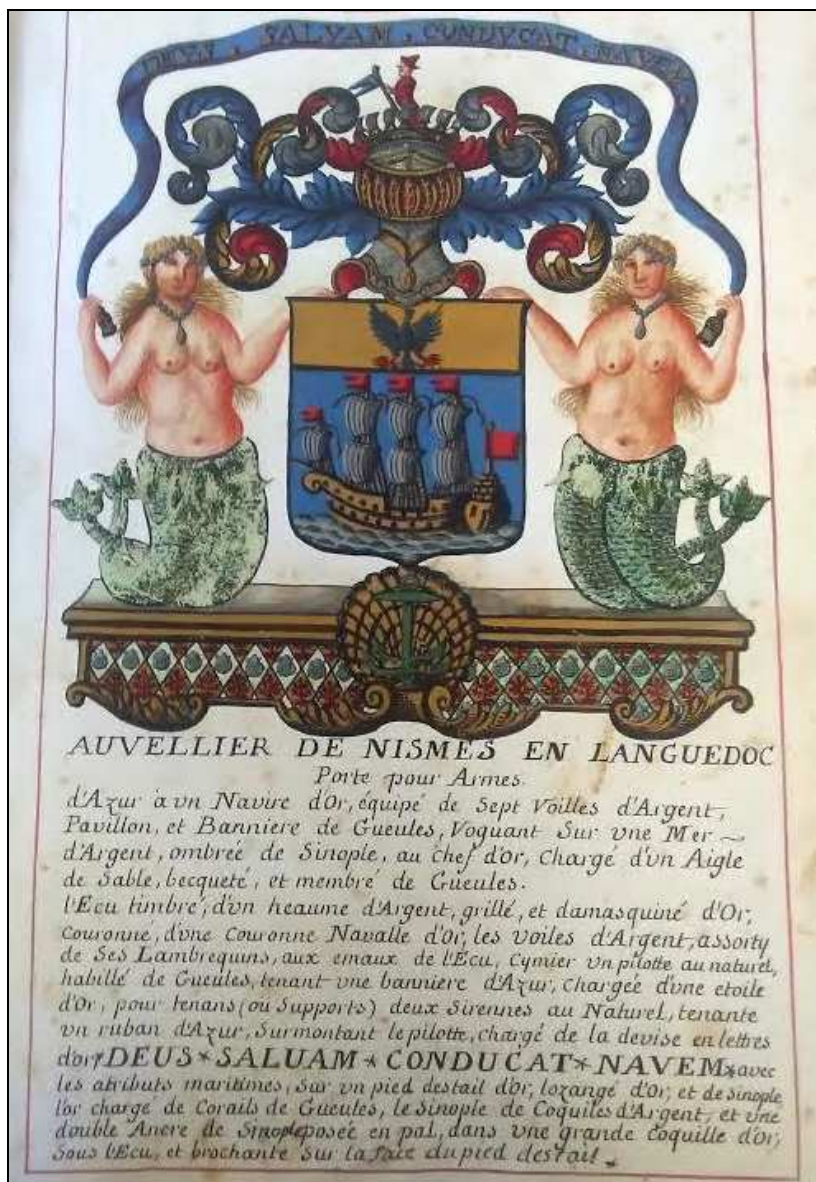 DEVS . SALVAM . CONDVCAT . NAVEM
AUVELLIER DE NISMES EN LANGUEDOC
Porte pour Armes.
d'Azur à vn Navire d'Or, équipé de Sept Voilles d'Argent,
Pavillon, et Banniere de Gueules, Voguant Sur vne Mer ~
d'Argent, ombrée de Sinople, au chef d'or, Chargé d'vn Aigle
de Sable, becqueté, et membré de Gueules.
l'Ecu timbré, d'vn heaume d'Argent, grillé, et damasquiné d'Or,
Couronné, d'vne Couronne Navalle d'Or, les voiles d'Argent, assorty
de Ses Lambrequins, aux emaux de l'Ecu, Cymier vn pilotte au naturel,
habillé de Gueules, tenant vne banniere d'Azur, Chargée d'vne etoile
d'Or, pour tenans (ou Supports) deux Sirennes au Naturel, tenante
vn ruban d'Azur, Surmontant le pilotte, chargé de la devise en lettres
d'or, DEUS * SALUAM * CONDUCAT * NAVEM * avec
les atributs maritimes, Sur vn pied destail d'or, lozangé d'Or, et de Sinople
l'or chargé de Corails de Gueules, le Sinople de Coquiles d'Argent, et vne
double Ancre de Sinople posée en pal, dans vne grande Coquille d'Or,
Sous l'Ecu, et brochante Sur la face du pied destail.